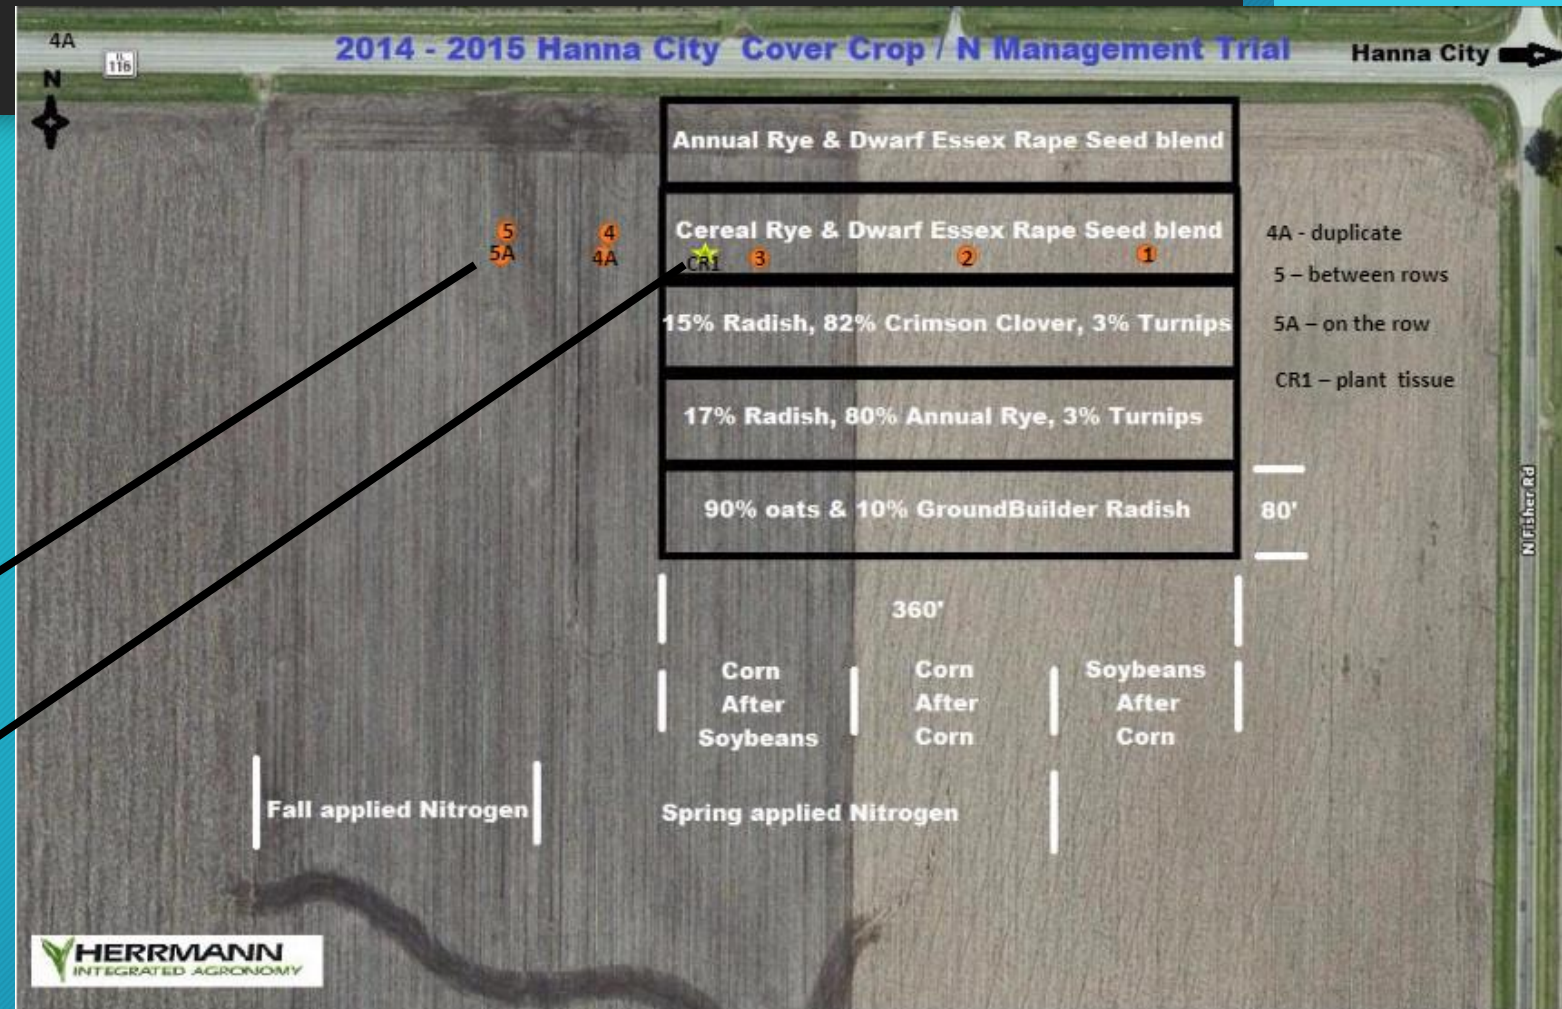 4A
2014 - 2015 Hanna City Cover Crop / N Management Trial
Hanna City
IL
116
N
Annual Rye & Dwarf Essex Rape Seed blend
Cereal Rye & Dwarf Essex Rape Seed blend
5
4
5A
4A
CR1
3
2
1
4A - duplicate
5 – between rows
5A – on the row
CR1 – plant tissue
15% Radish, 82% Crimson Clover, 3% Turnips
17% Radish, 80% Annual Rye, 3% Turnips
90% oats & 10% GroundBuilder Radish
80'
N Fisher Rd
360'
Corn
After
Soybeans
Corn
After
Corn
Soybeans
After
Corn
Fall applied Nitrogen
Spring applied Nitrogen
HERRMANN
INTEGRATED AGRONOMY